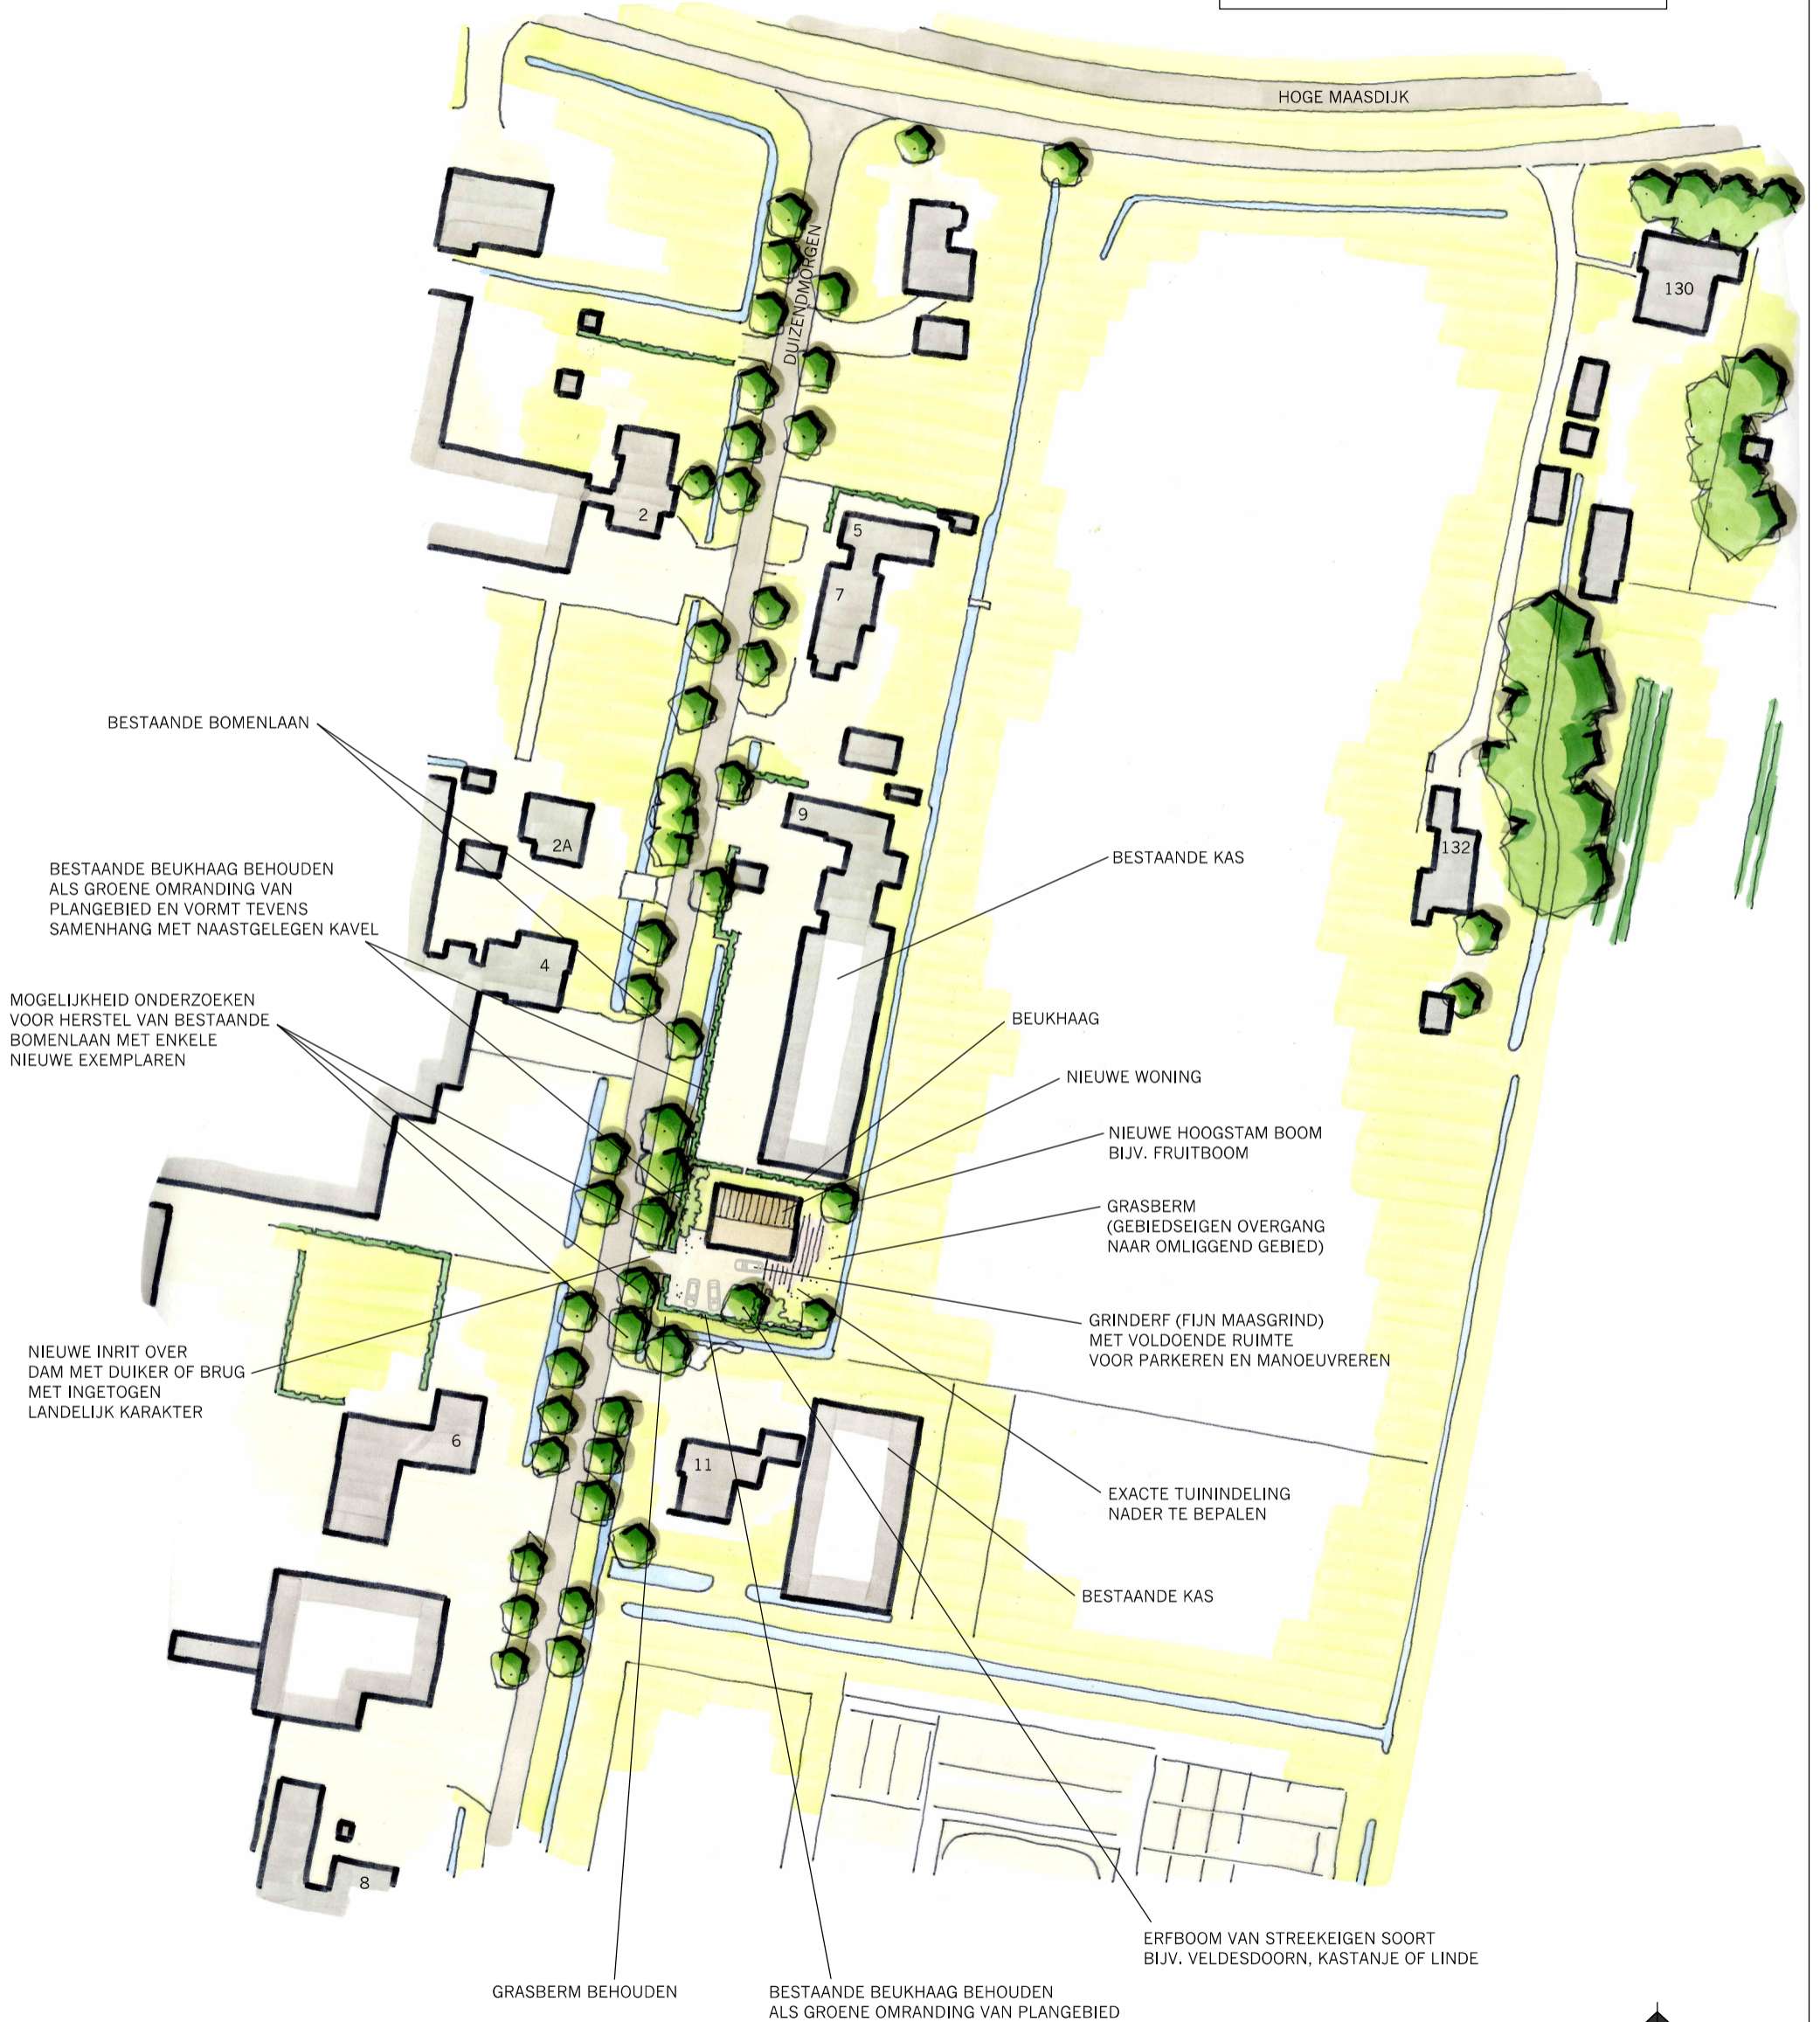 HOGE MAASDIJK
DUIZENDMORGEN
130
2
5
7
BESTAANDE BOMENLAAN
9
2A
132
BESTAANDE KAS
BESTAANDE BEUKHAAG BEHOUDEN
ALS GROENE OMRANDING VAN
PLANGEBIED EN VORMT TEVENS
SAMENHANG MET NAASTGELEGEN KAVEL
4
MOGELIJKHEID ONDERZOEKEN
VOOR HERSTEL VAN BESTAANDE
BOMENLAAN MET ENKELE
NIEUWE EXEMPLAREN
BEUKHAAG
NIEUWE WONING
NIEUWE HOOGSTAM BOOM
BIJV. FRUITBOOM
GRASBERM
(GEBIEDSEIGEN OVERGANG
NAAR OMLIGGEND GEBIED)
GRINDERF (FIJN MAASGRIND)
MET VOLDOENDE RUIMTE
VOOR PARKEREN EN MANOEUVREREN
NIEUWE INRIT OVER
DAM MET DUIKER OF BRUG
MET INGETOGEN
LANDELIJK KARAKTER
6
11
EXACTE TUININDELING
NADER TE BEPALEN
BESTAANDE KAS
8
ERFBOOM VAN STREEKEIGEN SOORT
BIJV. VELDESDOORN, KASTANJE OF LINDE
GRASBERM BEHOUDEN
BESTAANDE BEUKHAAG BEHOUDEN
ALS GROENE OMRANDING VAN PLANGEBIED